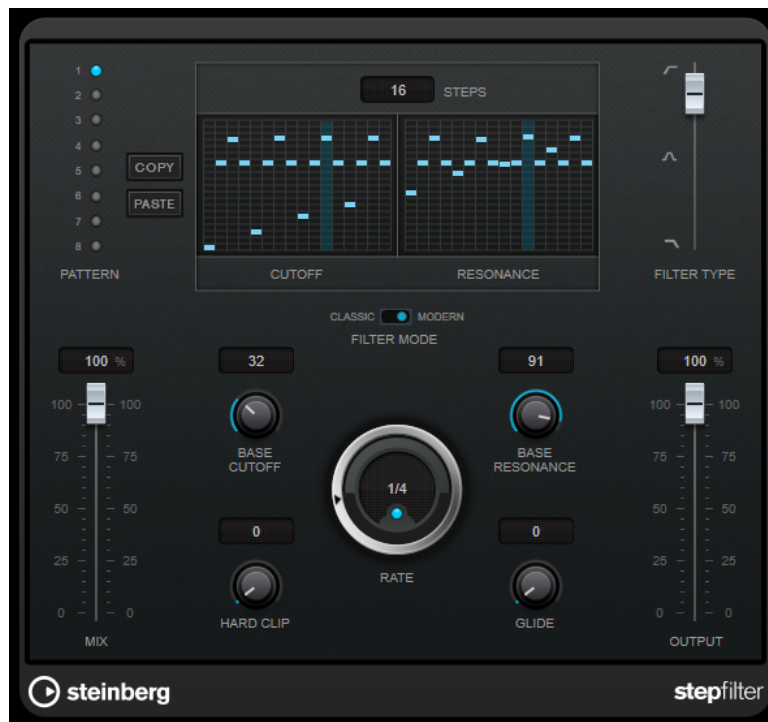 1
2
3
4
5
6
7
8
PATTERN
COPY
PASTE
16 STEPS
CUTOFF RESONANCE
FILTER TYPE
CLASSIC MODERN
FILTER MODE
100 %
32
91
100 %
100 100
75 75
50 50
25 25
0 0
MIX
BASE
CUTOFF
BASE
RESONANCE
1/4
RATE
0
HARD CLIP
0
GLIDE
100 100
75 75
50 50
25 25
0 0
OUTPUT
steinberg
stepfilter